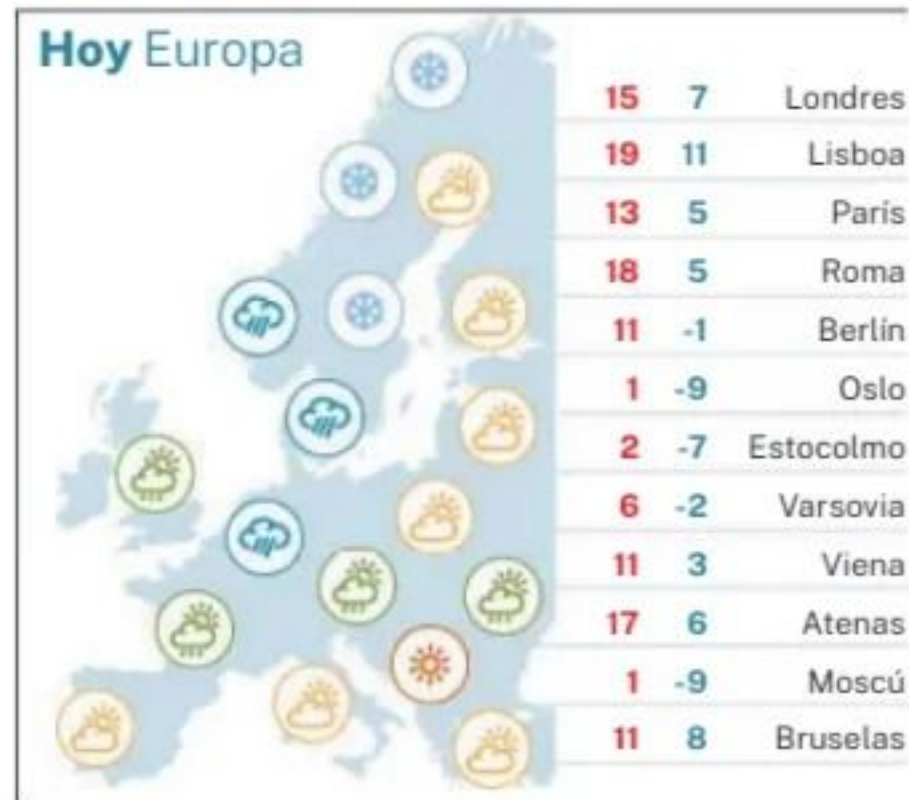 Hoy Europa
15 7 Londres
19 11 Lisboa
13 5 París
18 5 Roma
11 -1 Berlín
1 -9 Oslo
2 -7 Estocolmo
6 -2 Varsovia
11 3 Viena
17 6 Atenas
1 -9 Moscú
11 8 Bruselas